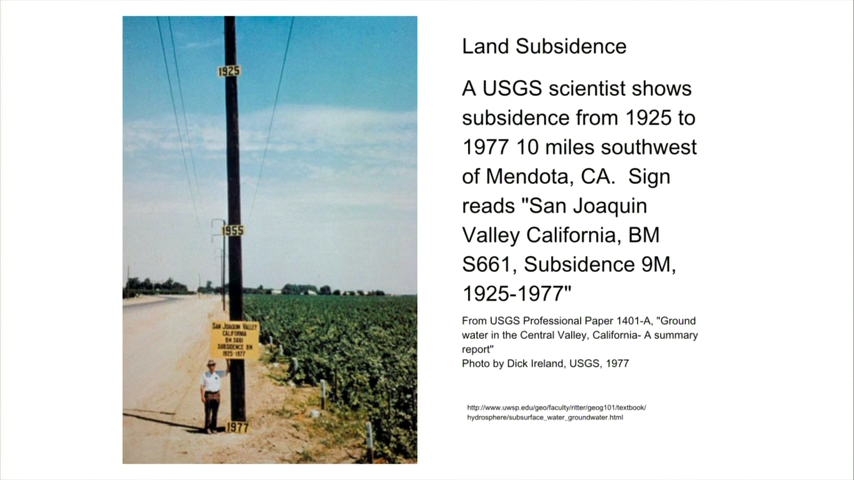 1925
1955
SAN JOAQUIN VALLEY
CALIFORNIA
BM S661
SUBSIDENCE 9M
1925-1977
1977
Land Subsidence
A USGS scientist shows
subsidence from 1925 to
1977 10 miles southwest
of Mendota, CA.  Sign
reads "San Joaquin
Valley California, BM
S661, Subsidence 9M,
1925-1977"
From USGS Professional Paper 1401-A, "Ground
water in the Central Valley, California- A summary
report"
Photo by Dick Ireland, USGS, 1977
http://www.uwsp.edu/geo/faculty/ritter/geog101/textbook/
hydrosphere/subsurface_water_groundwater.html